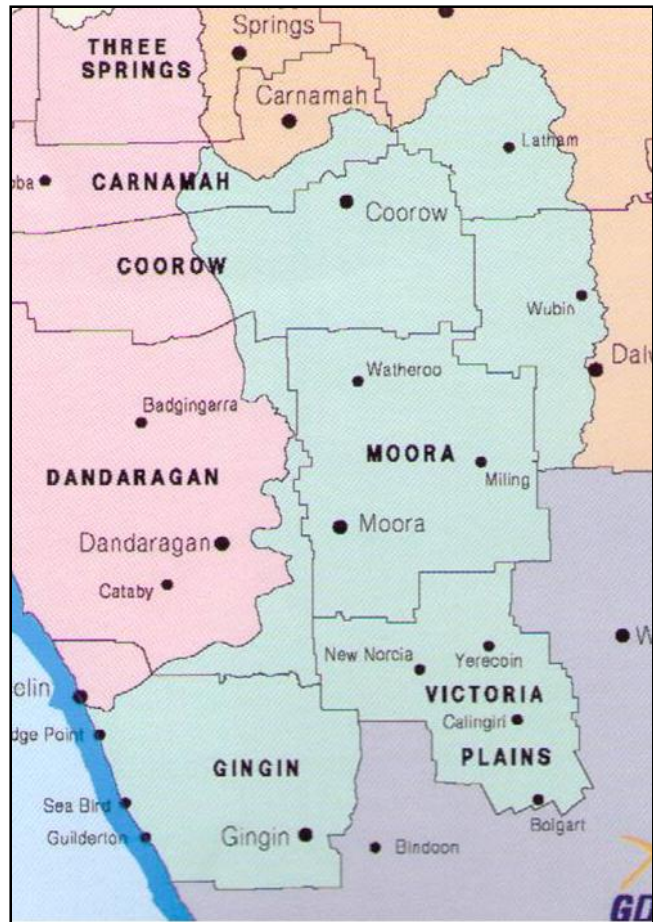 Springs
THREE
SPRINGS
Carnamah
Latham
CARNAMAH
Coorow
COOROW
Wubin
Watheroo
Badgingarra
MOORA
DANDARAGAN
Miling
Moora
Dandaragan
Cataby
New Norcia
Yerecoin
VICTORIA
Calingiri
PLAINS
GINGIN
Sea Bird
Guilderton
Gingin
Bolgart
Bindoon